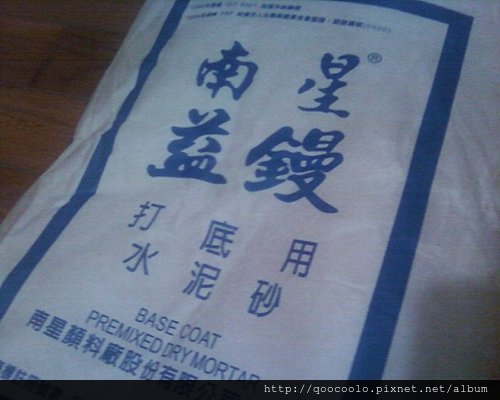 南星®
益鏝
打底用
水泥砂
BASE COAT
PREMIXED DRY MORTAR
南星顏料廠股份有限公司
http://qoocoolo.pixnet.net/album